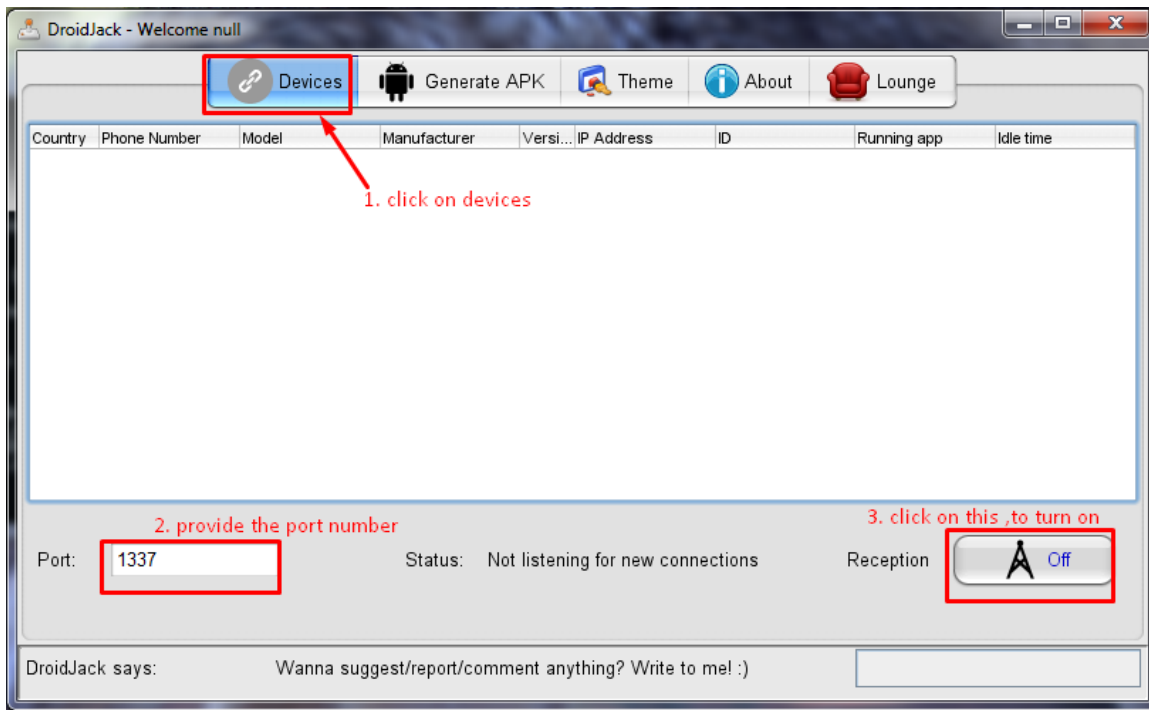 DroidJack - Welcome null
Devices Generate APK Theme About Lounge
Country Phone Number Model Manufacturer Versi... IP Address ID Running app Idle time
1. click on devices
2. provide the port number
3. click on this ,to turn on
Port: 1337 Status: Not listening for new connections Reception Off
DroidJack says: Wanna suggest/report/comment anything? Write to me! :)